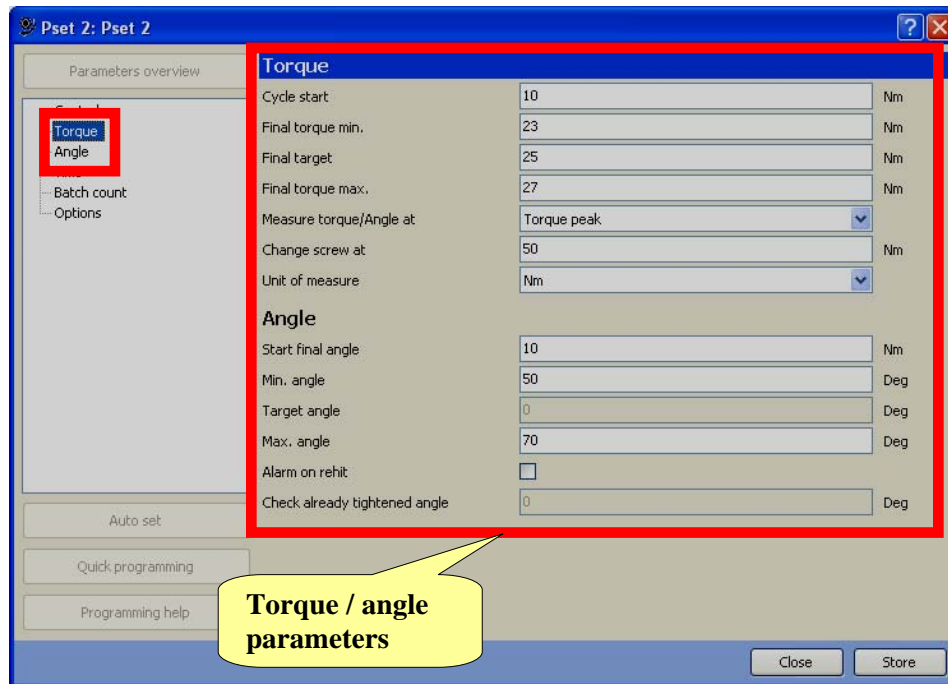 Pset 2: Pset 2
Parameters overview
Torque
Angle
Batch count
Options
Auto set
Quick programming
Programming help
Torque
Cycle start 10 Nm
Final torque min. 23 Nm
Final target 25 Nm
Final torque max. 27 Nm
Measure torque/Angle at Torque peak
Change screw at 50 Nm
Unit of measure Nm
Angle
Start final angle 10 Nm
Min. angle 50 Deg
Target angle 0 Deg
Max. angle 70 Deg
Alarm on rehit
Check already tightened angle 0 Deg
Torque / angle
parameters
Close Store